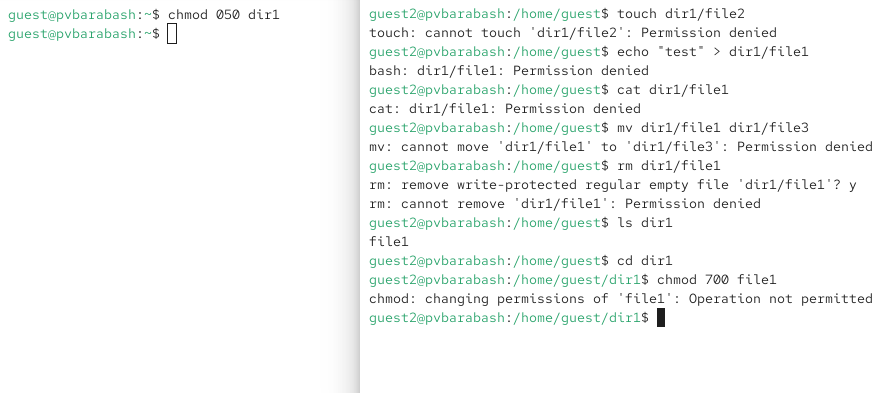 guest@pvbarabash:~$ chmod 050 dir1
guest@pvbarabash:~$
guest2@pvbarabash:/home/guest$ touch dir1/file2
touch: cannot touch 'dir1/file2': Permission denied
guest2@pvbarabash:/home/guest$ echo "test" > dir1/file1
bash: dir1/file1: Permission denied
guest2@pvbarabash:/home/guest$ cat dir1/file1
cat: dir1/file1: Permission denied
guest2@pvbarabash:/home/guest$ mv dir1/file1 dir1/file3
mv: cannot move 'dir1/file1' to 'dir1/file3': Permission denied
guest2@pvbarabash:/home/guest$ rm dir1/file1
rm: remove write-protected regular empty file 'dir1/file1'? y
rm: cannot remove 'dir1/file1': Permission denied
guest2@pvbarabash:/home/guest$ ls dir1
file1
guest2@pvbarabash:/home/guest$ cd dir1
guest2@pvbarabash:/home/guest/dir1$ chmod 700 file1
chmod: changing permissions of 'file1': Operation not permitted
guest2@pvbarabash:/home/guest/dir1$